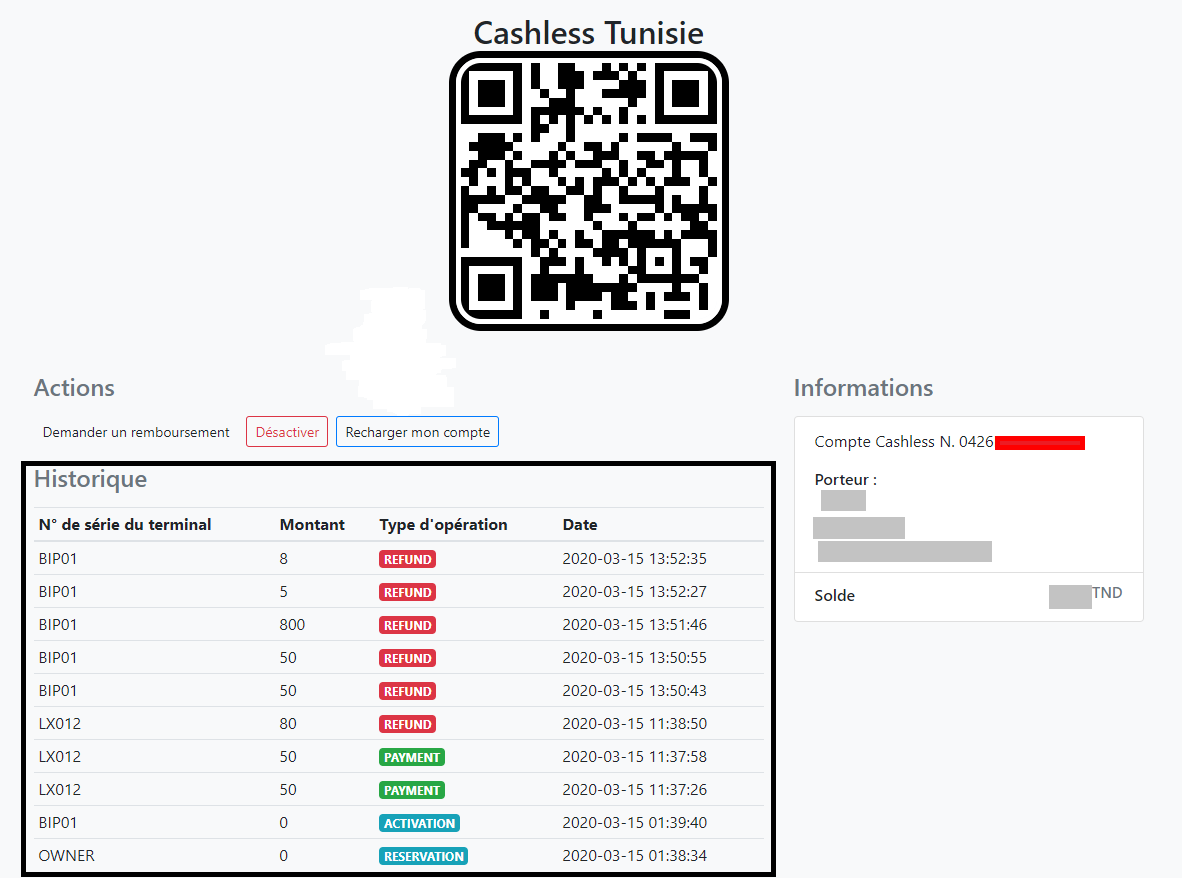 Cashless Tunisie
Actions
Demander un remboursement Désactiver Recharger mon compte
Historique
N° de série du terminal Montant Type d'opération Date
BIP01 8 REFUND 2020-03-15 13:52:35
BIP01 5 REFUND 2020-03-15 13:52:27
BIP01 800 REFUND 2020-03-15 13:51:46
BIP01 50 REFUND 2020-03-15 13:50:55
BIP01 50 REFUND 2020-03-15 13:50:43
LX012 80 REFUND 2020-03-15 11:38:50
LX012 50 PAYMENT 2020-03-15 11:37:58
LX012 50 PAYMENT 2020-03-15 11:37:26
BIP01 0 ACTIVATION 2020-03-15 01:39:40
OWNER 0 RESERVATION 2020-03-15 01:38:34
Informations
Compte Cashless N. 0426
Porteur :
Solde TND